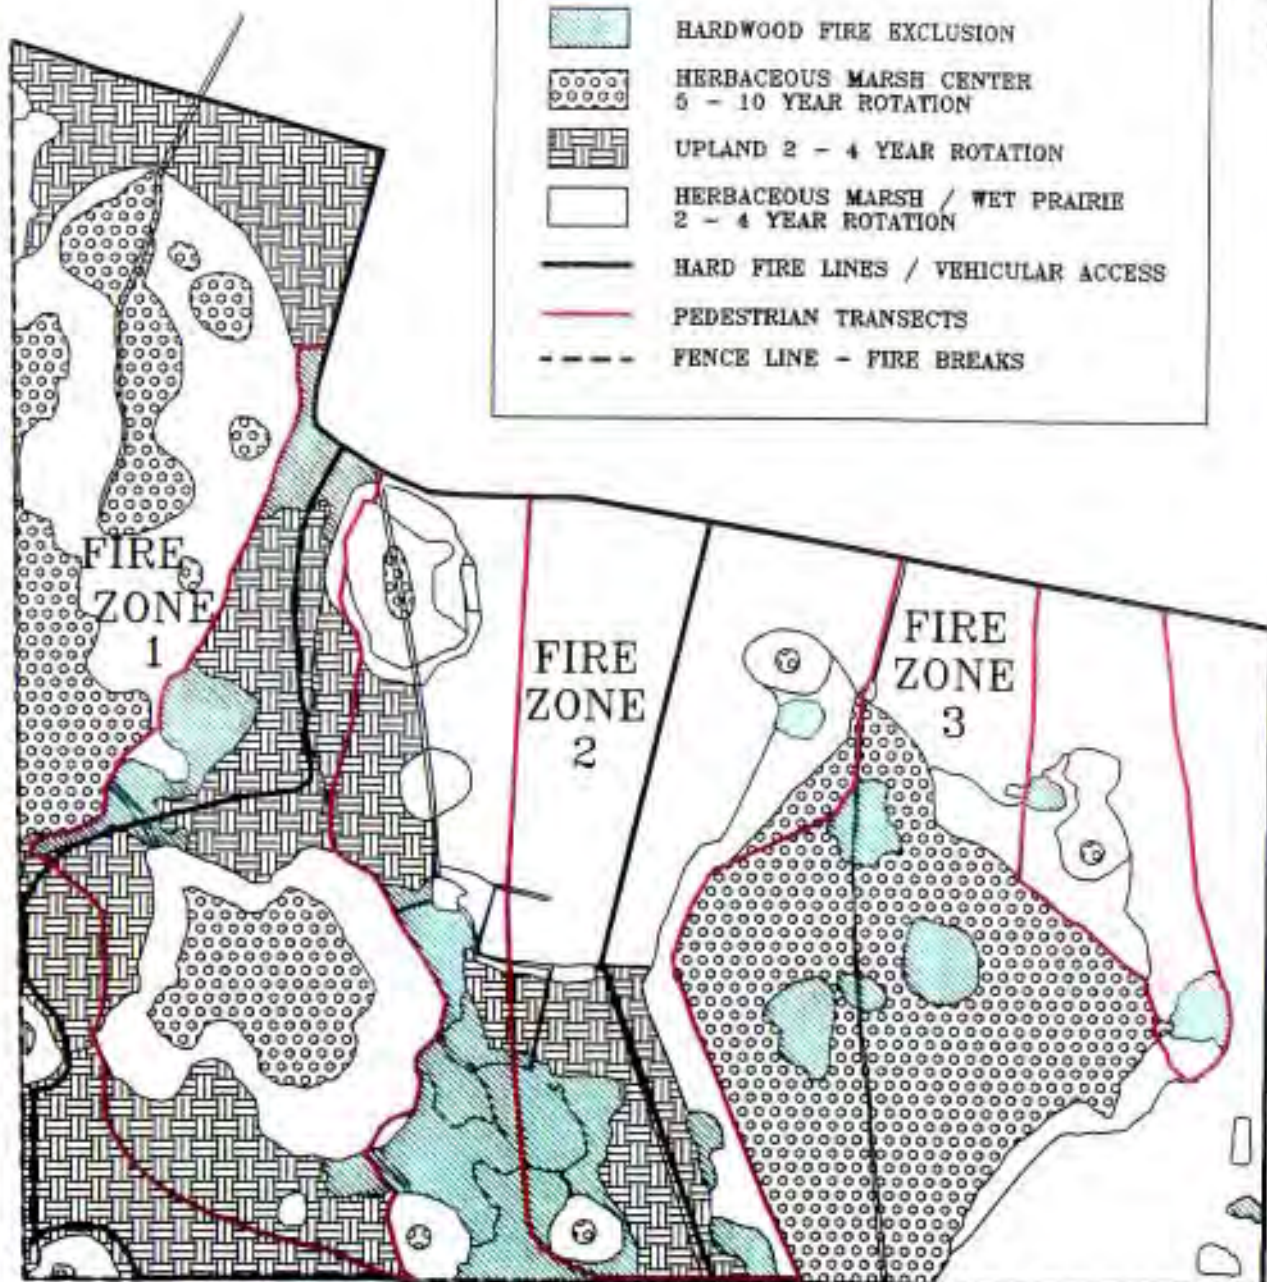 HARDWOOD FIRE EXCLUSION
HERBACEOUS MARSH CENTER
5 - 10 YEAR ROTATION
UPLAND 2 - 4 YEAR ROTATION
HERBACEOUS MARSH / WET PRAIRIE
2 - 4 YEAR ROTATION
HARD FIRE LINES / VEHICULAR ACCESS
PEDESTRIAN TRANSECTS
FENCE LINE - FIRE BREAKS
FIRE
ZONE
1
FIRE
ZONE
2
FIRE
ZONE
3